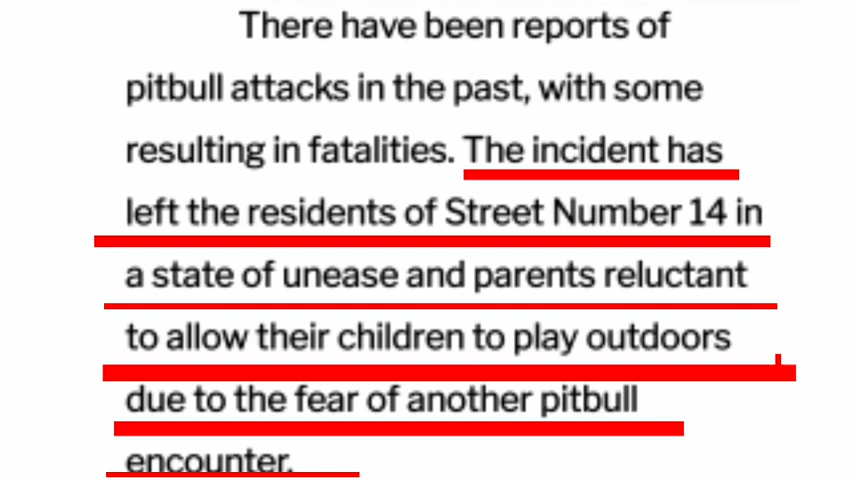 There have been reports of
pitbull attacks in the past, with some
resulting in fatalities. The incident has
left the residents of Street Number 14 in
a state of unease and parents reluctant
to allow their children to play outdoors
due to the fear of another pitbull
encounter.